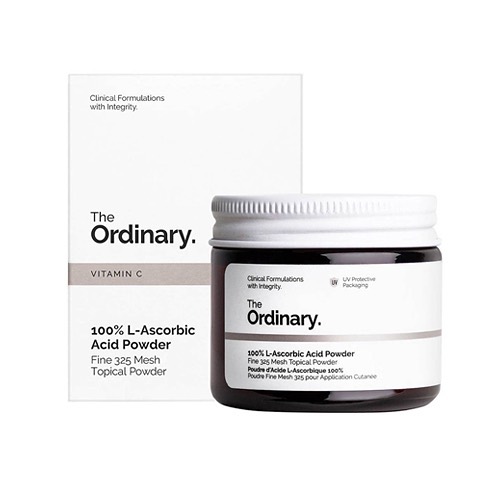 Clinical Formulations
with Integrity.
The
Ordinary.
VITAMIN C
100% L-Ascorbic
Acid Powder
Fine 325 Mesh
Topical Powder
Clinical Formulations
with Integrity.
UV
UV Protective
Packaging
The
Ordinary.
100% L-Ascorbic Acid Powder
Fine 325 Mesh Topical Powder
Poudre d'Acide L-Ascorbique 100%
Poudre Fine Mesh 325 pour Application Cutanée